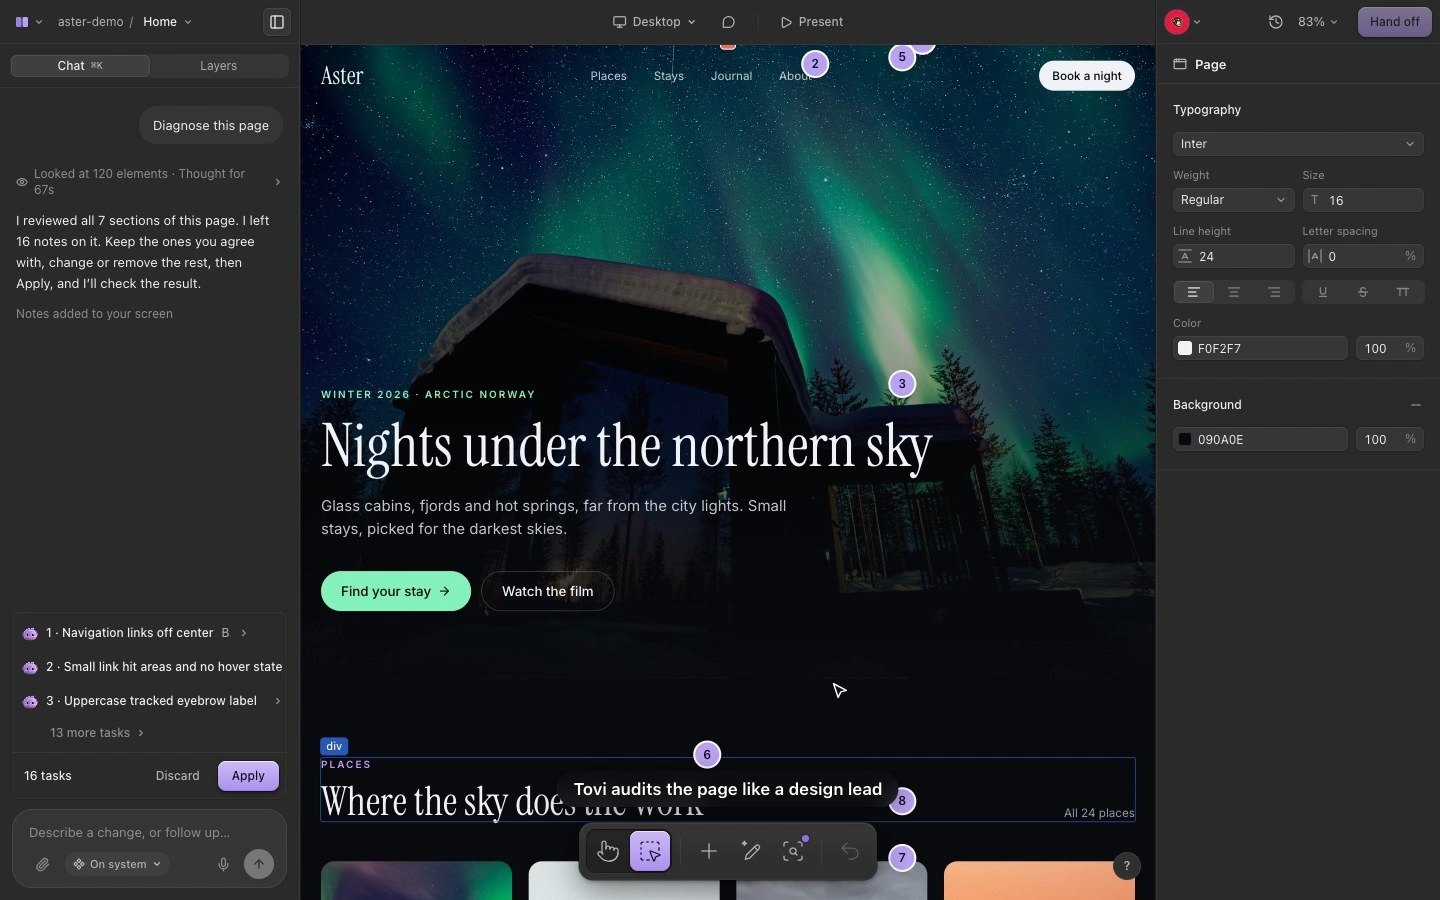 aster-demo / Home
Desktop
Present
83%
Hand off
Chat ⌘K
Layers
Diagnose this page
Looked at 120 elements · Thought for
67s
I reviewed all 7 sections of this page. I left
16 notes on it. Keep the ones you agree
with, change or remove the rest, then
Apply, and I'll check the result.
Notes added to your screen
1 · Navigation links off center B
2 · Small link hit areas and no hover state
3 · Uppercase tracked eyebrow label
13 more tasks
16 tasks
Discard
Apply
Describe a change, or follow up...
On system
Aster
Places
Stays
Journal
About
2
5
Book a night
3
WINTER 2026 · ARCTIC NORWAY
Nights under the northern sky
Glass cabins, fjords and hot springs, far from the city lights. Small
stays, picked for the darkest skies.
Find your stay →
Watch the film
div
PLACES
6
Where the sky does the work
Tovi audits the page like a design lead
8
All 24 places
7
?
Page
Typography
Inter
Weight
Size
Regular
T 16
Line height
Letter spacing
A 24
|A| 0 %
U S TT
Color
F0F2F7
100 %
Background
090A0E
100 %